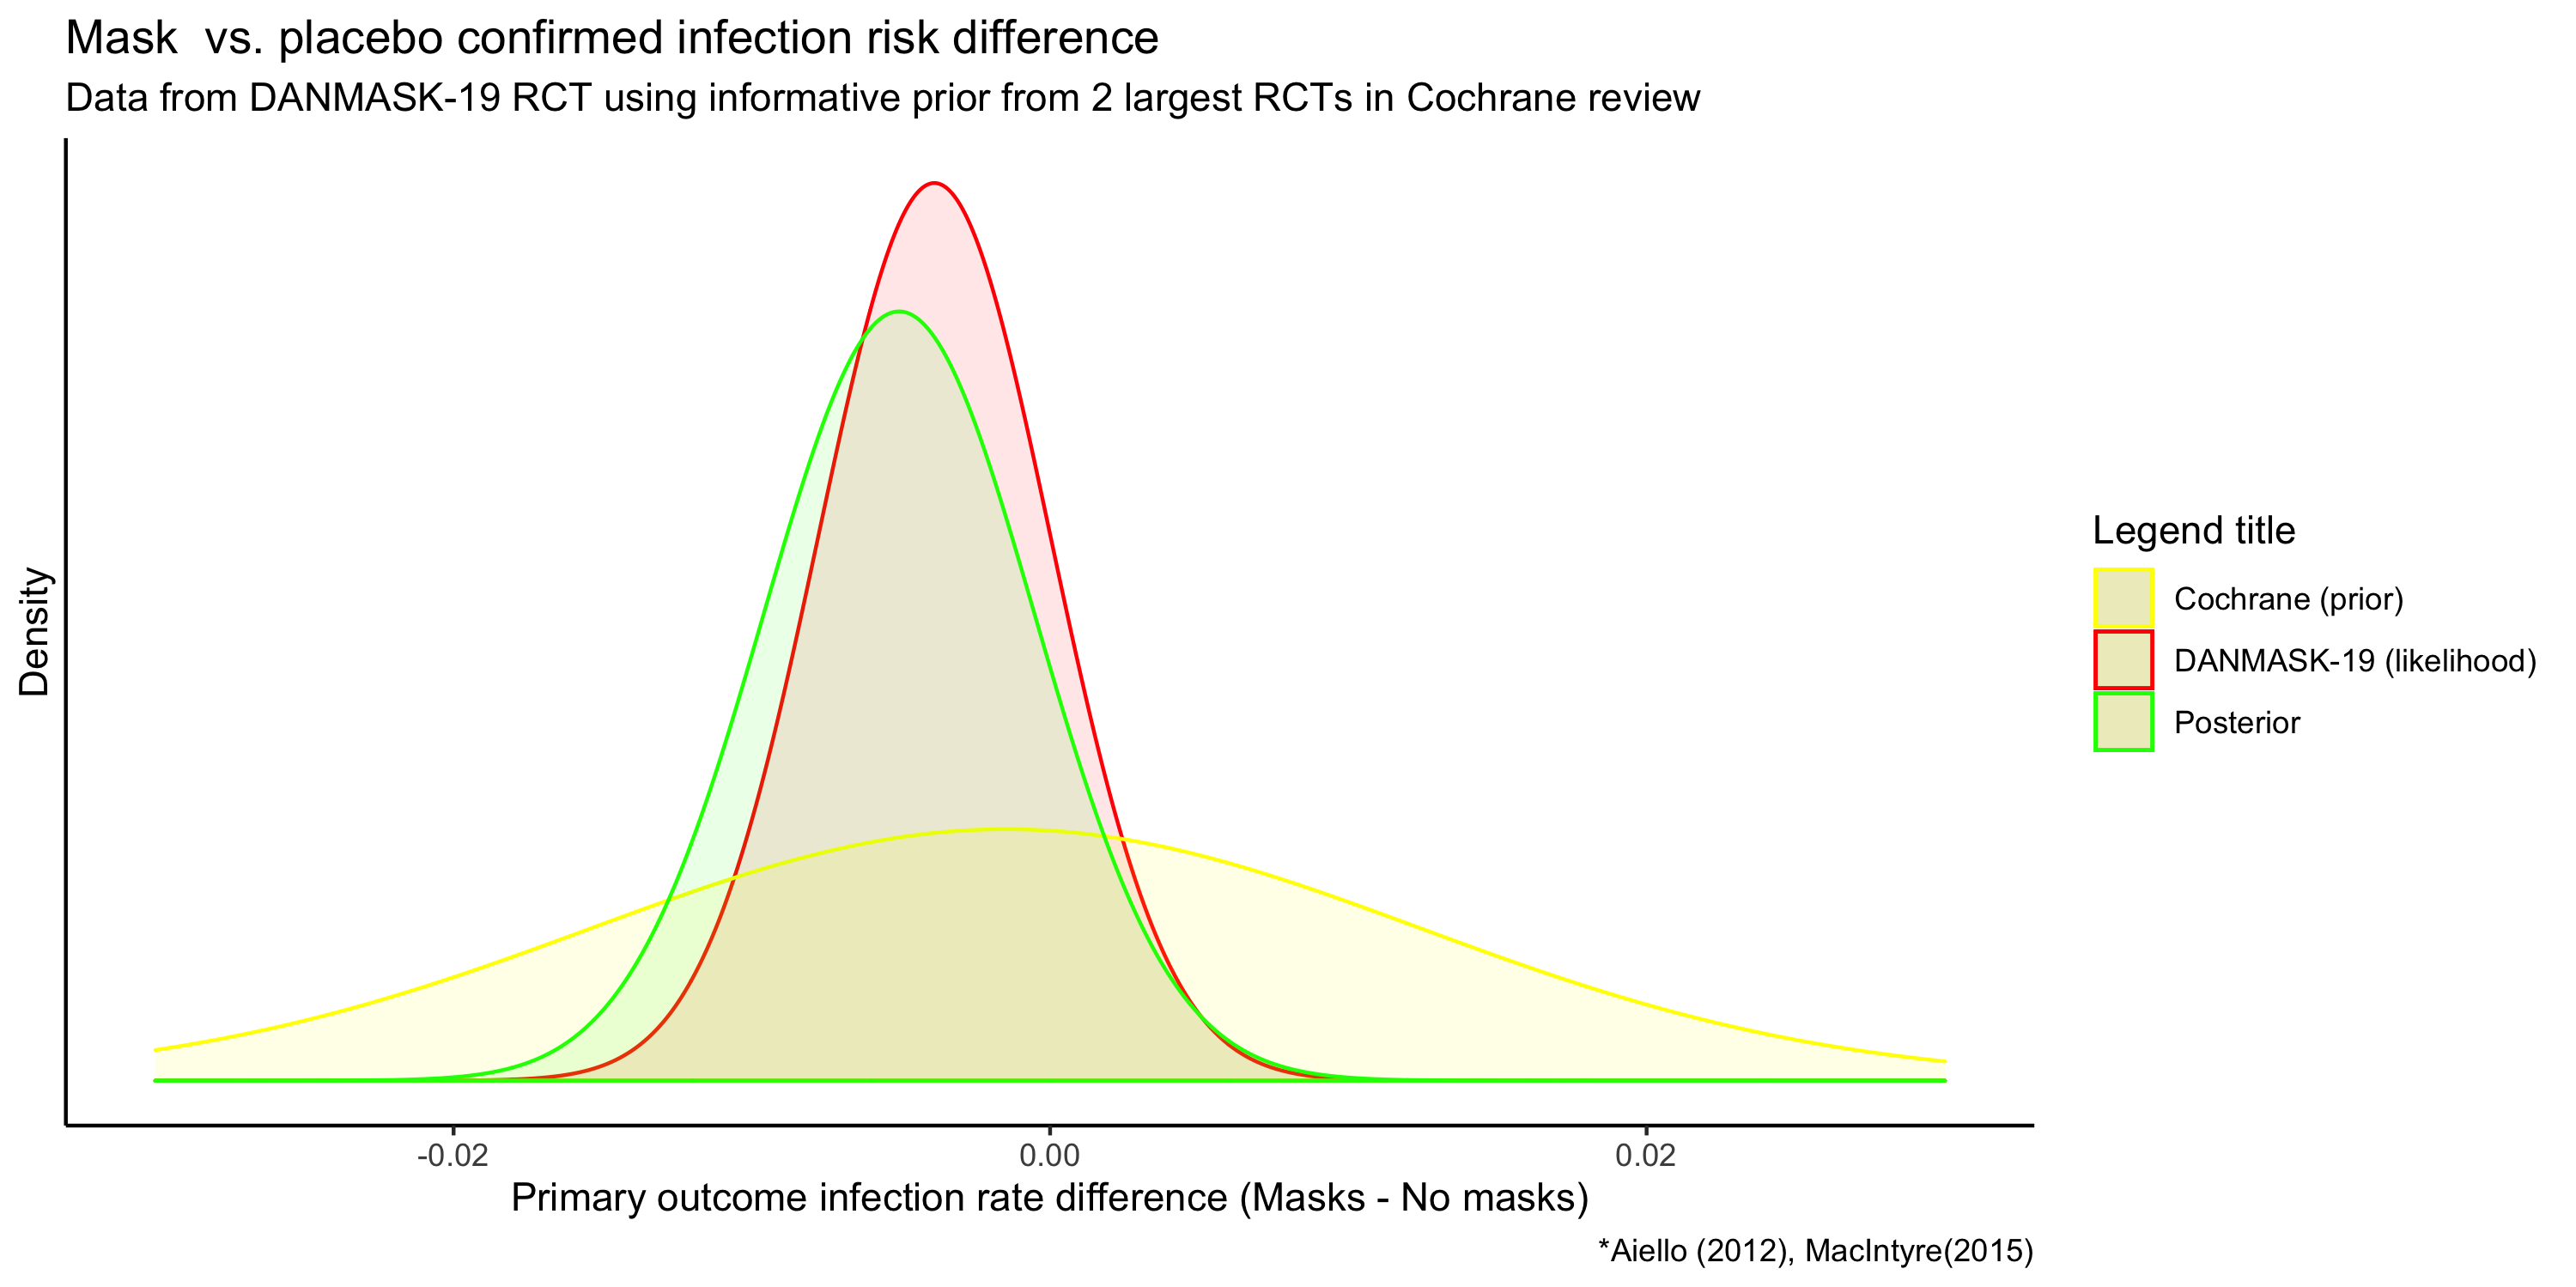 Mask  vs. placebo confirmed infection risk difference
Data from DANMASK-19 RCT using informative prior from 2 largest RCTs in Cochrane review
Density
Legend title
Cochrane (prior)
DANMASK-19 (likelihood)
Posterior
-0.02
0.00
0.02
Primary outcome infection rate difference (Masks - No masks)
*Aiello (2012), MacIntyre(2015)